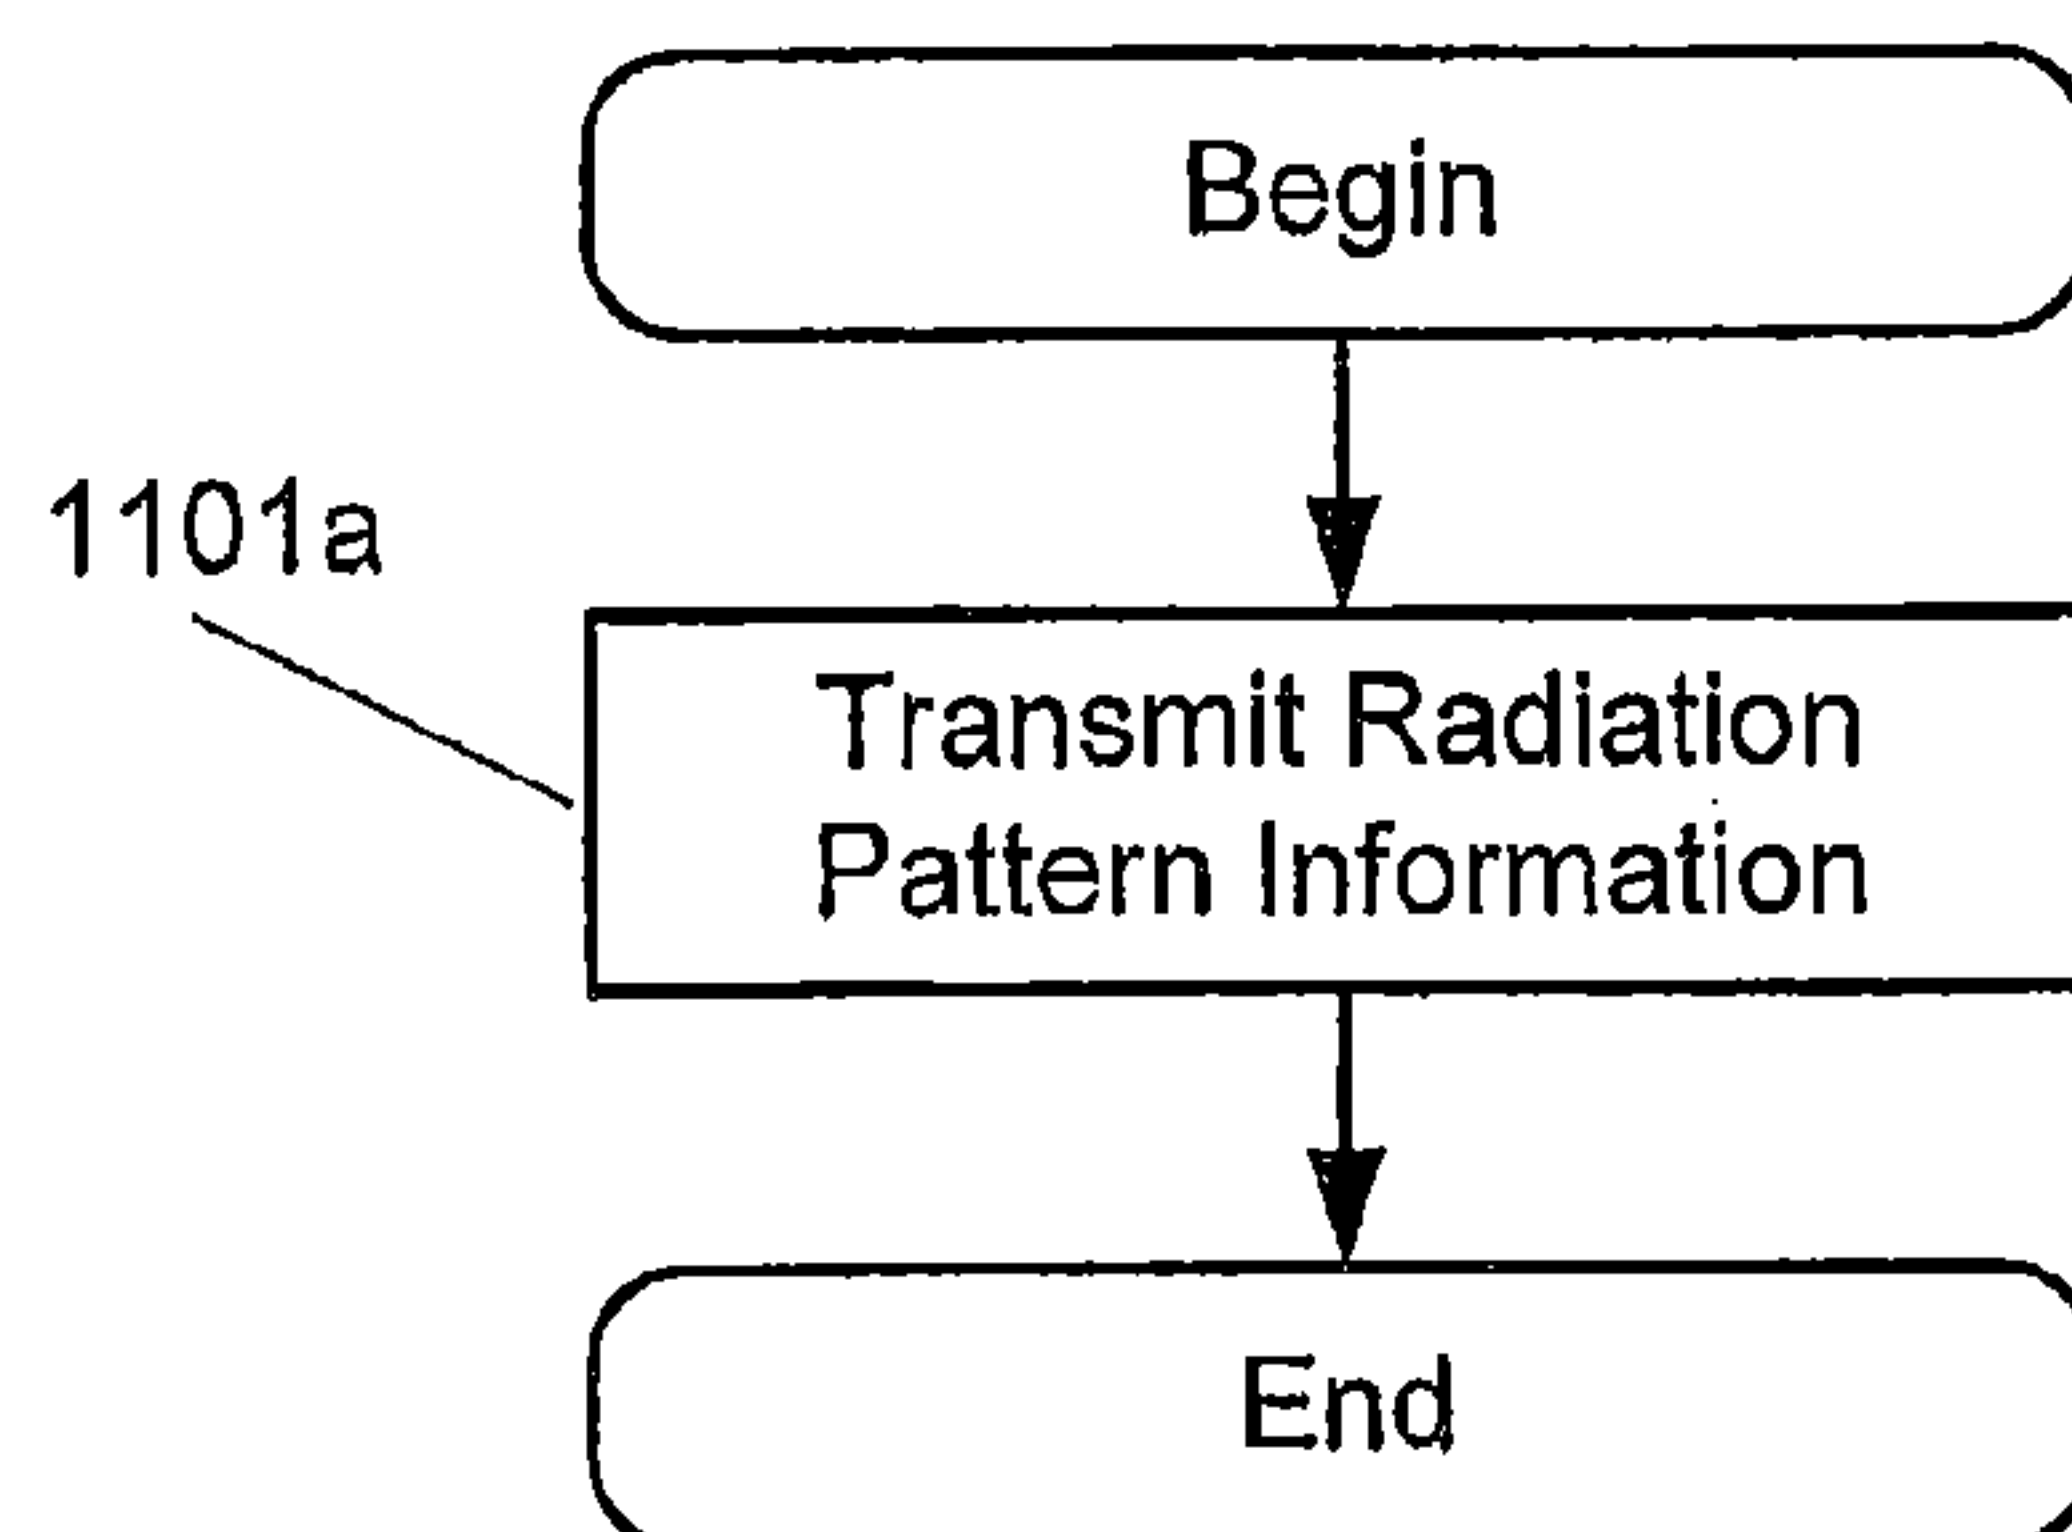 Begin
1101a
Transmit Radiation
Pattern Information
End